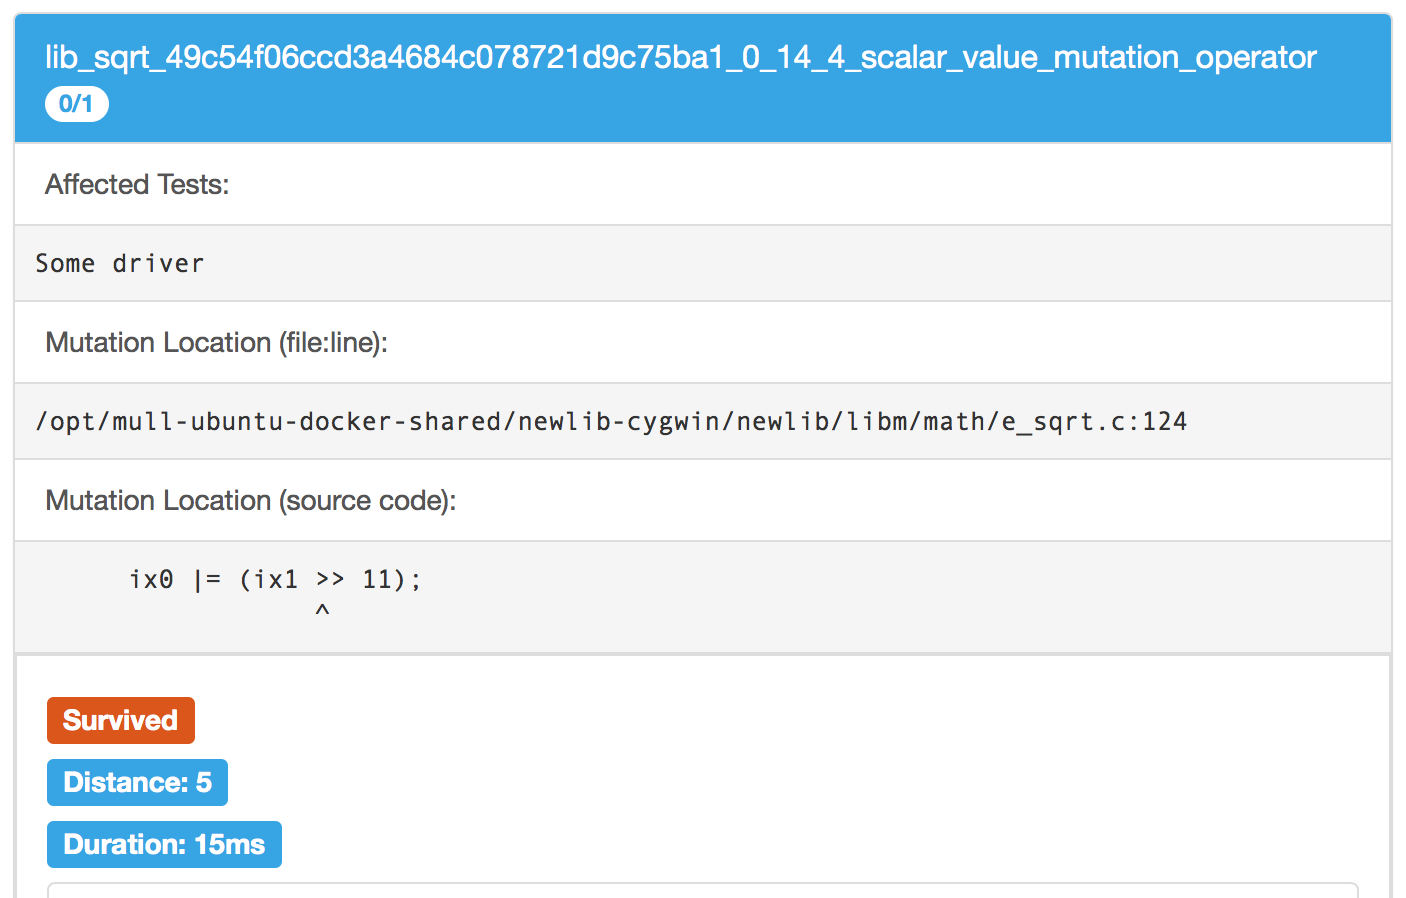 lib_sqrt_49c54f06ccd3a4684c078721d9c75ba1_0_14_4_scalar_value_mutation_operator
0/1
Affected Tests:
Some driver
Mutation Location (file:line):
/opt/mull-ubuntu-docker-shared/newlib-cygwin/newlib/libm/math/e_sqrt.c:124
Mutation Location (source code):
ix0 |= (ix1 >> 11);
^
Survived
Distance: 5
Duration: 15ms